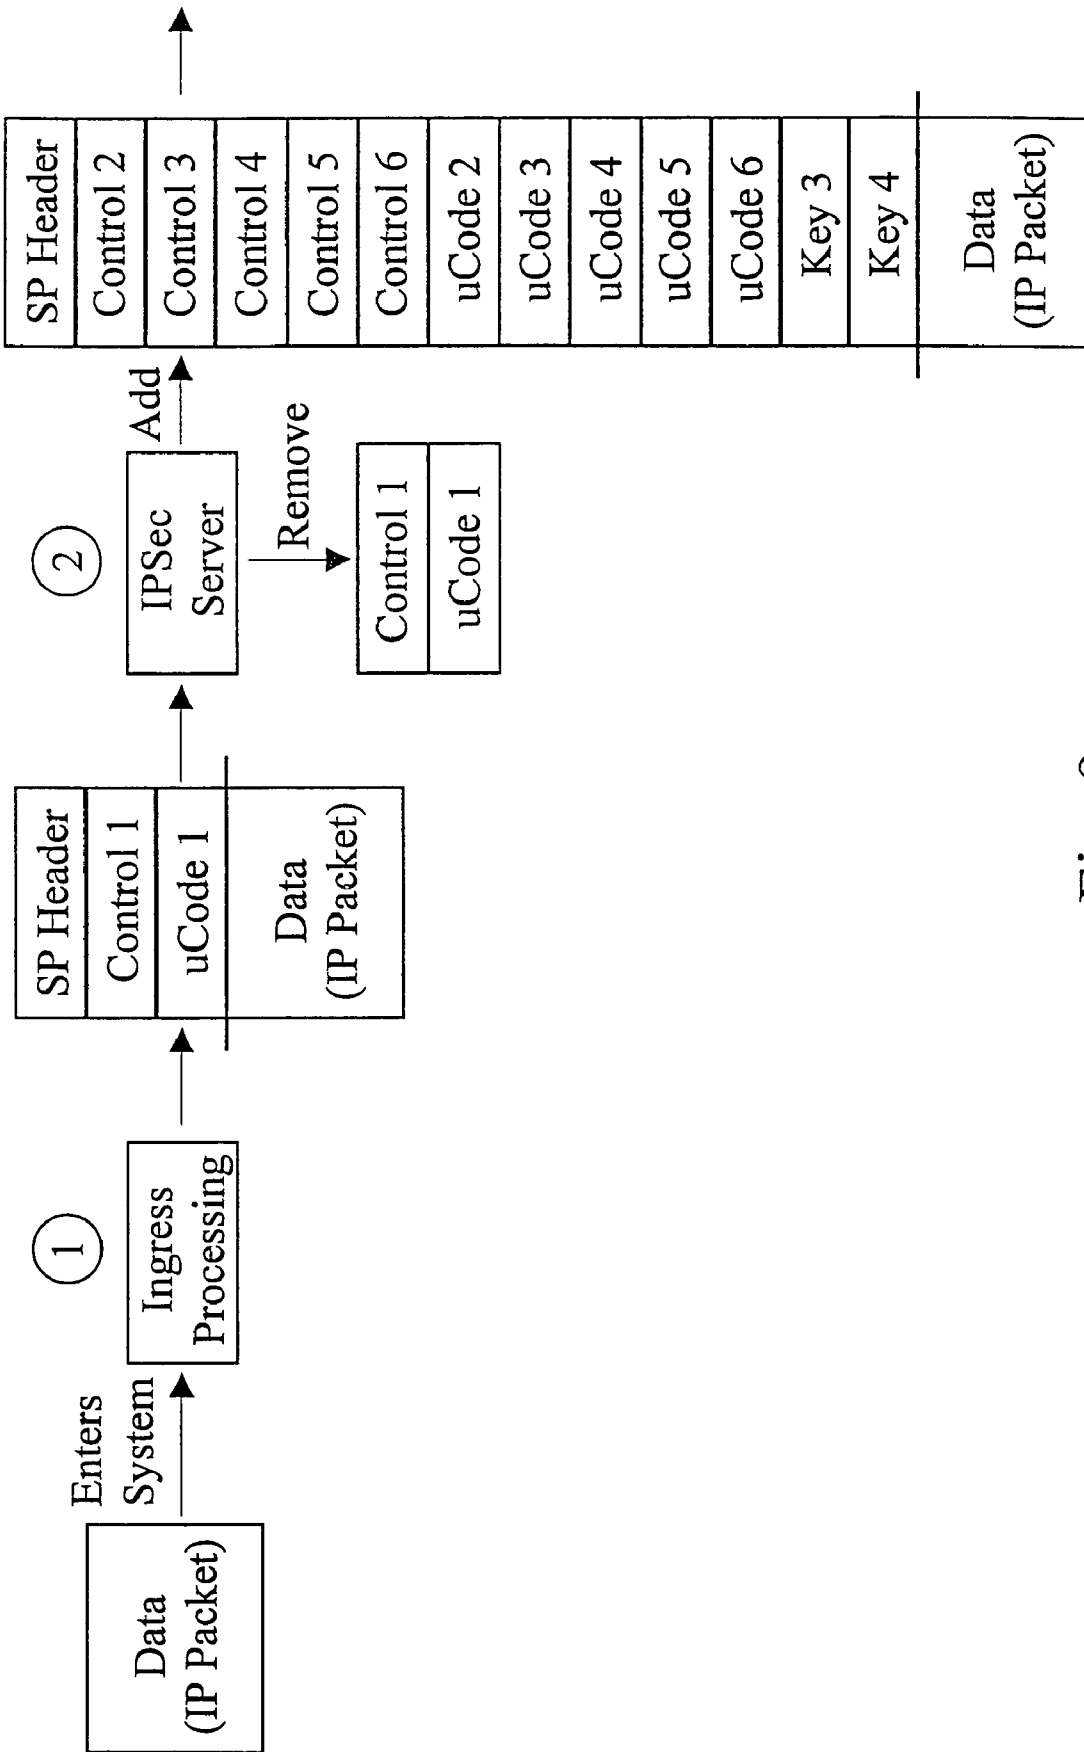 Data
(IP Packet)
Enters
System
1
Ingress
Processing
SP Header
Control 1
uCode 1
Data
(IP Packet)
2
IPSec
Server
Add
Remove
Control 1
uCode 1
SP Header
Control 2
Control 3
Control 4
Control 5
Control 6
uCode 2
uCode 3
uCode 4
uCode 5
uCode 6
Key 3
Key 4
Data
(IP Packet)